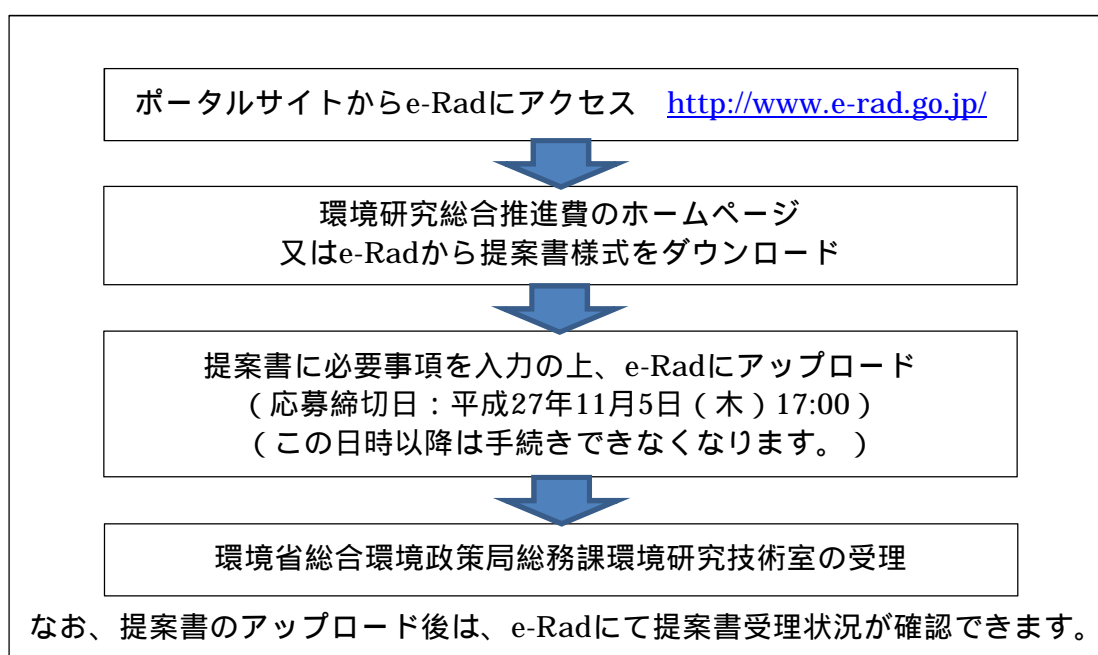 ポータルサイトからe-Radにアクセス　http://www.e-rad.go.jp/
環境研究総合推進費のホームページ
又はe-Radから提案書様式をダウンロード
提案書に必要事項を入力の上、e-Radにアップロード
（応募締切日：平成27年11月5日（木）17:00）
（この日時以降は手続きできなくなります。）
環境省総合環境政策局総務課環境研究技術室の受理
なお、提案書のアップロード後は、e-Radにて提案書受理状況が確認できます。